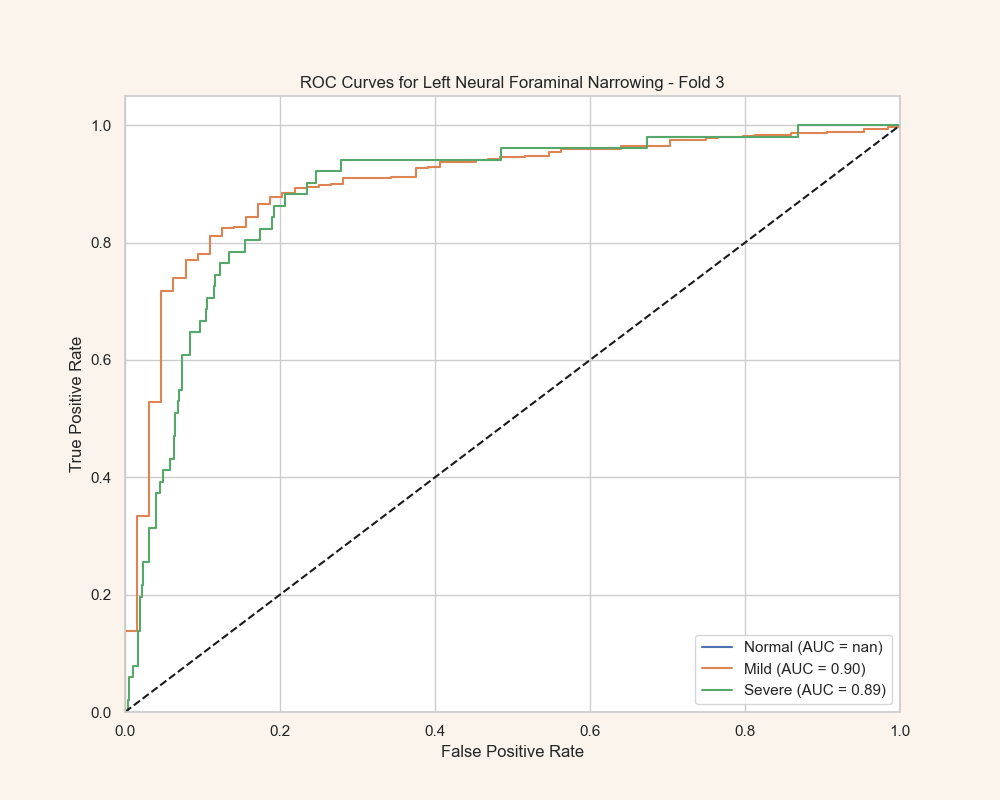 ROC Curves for Left Neural Foraminal Narrowing - Fold 3
True Positive Rate
1.0
0.8
0.6
0.4
0.2
0.0
0.0 0.2 0.4 0.6 0.8 1.0
False Positive Rate
Normal (AUC = nan)
Mild (AUC = 0.90)
Severe (AUC = 0.89)